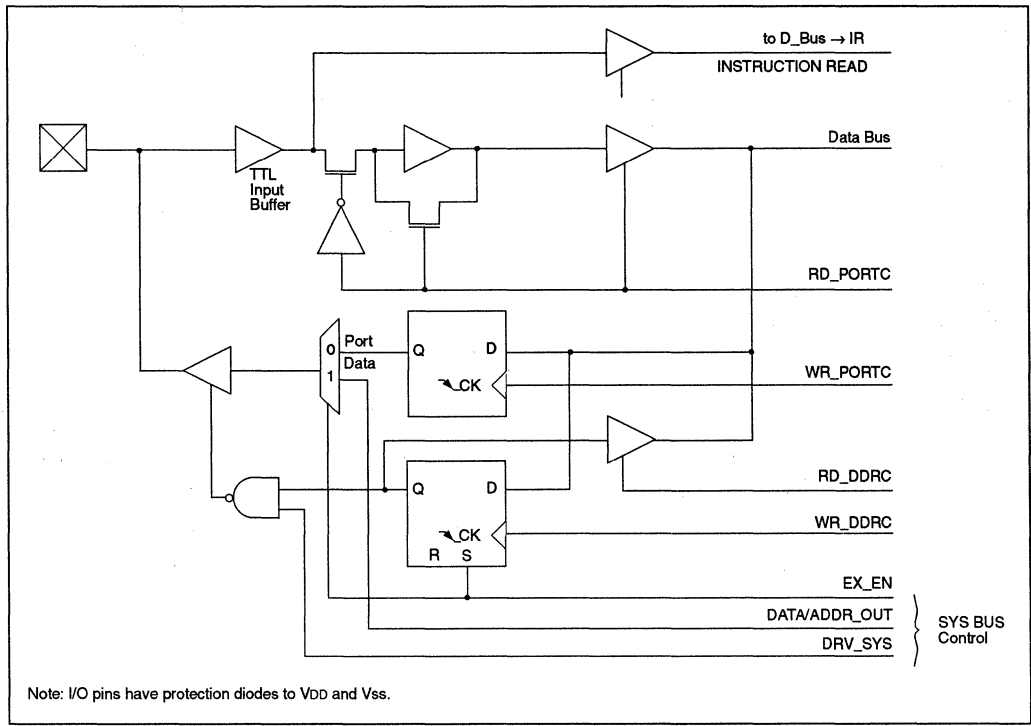 to D_Bus → IR
INSTRUCTION READ
Data Bus
TTL
Input
Buffer
RD_PORTC
0
Port
Q
D
1
Data
CK
WR_PORTC
RD_DDRC
Q
D
WR_DDRC
CK
R
S
EX_EN
DATA/ADDR_OUT
DRV_SYS
SYS BUS
Control
Note: I/O pins have protection diodes to VDD and Vss.